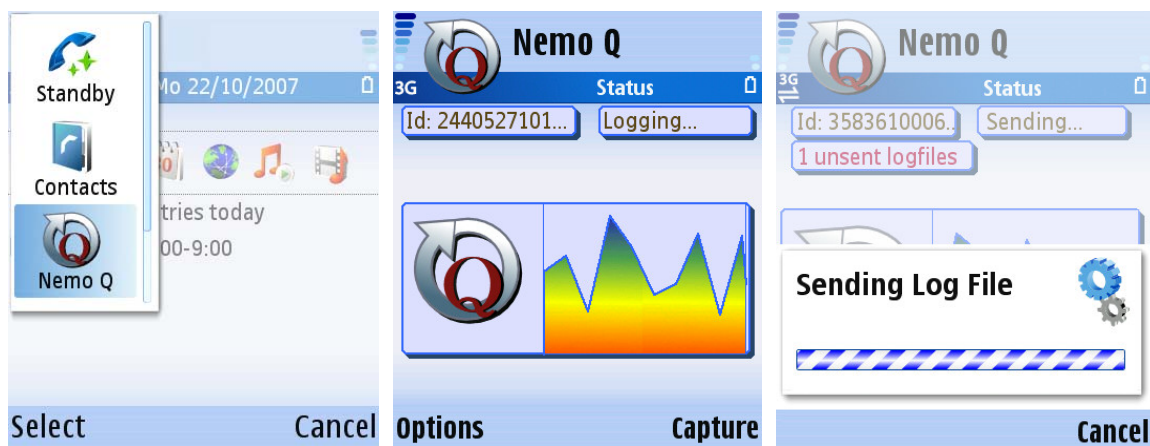 Standby
Mo 22/10/2007
Contacts
tries today
00-9:00
Nemo Q
Select
Cancel
Nemo Q
3G
Status
Id: 2440527101...
Logging...
Q
Options
Capture
Nemo Q
3G
Status
Id: 3583610006..
Sending...
1 unsent logfiles
Sending Log File
Cancel